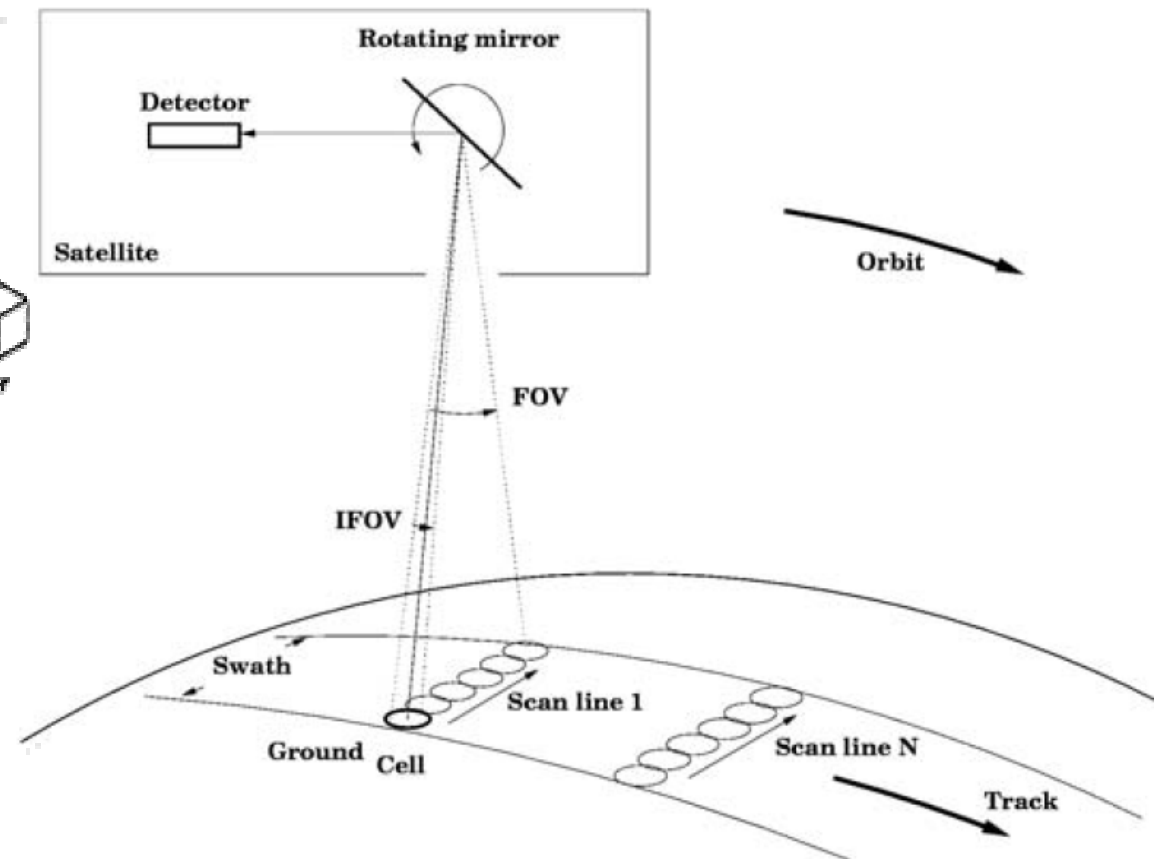 Rotating mirror
Detector
Satellite
Orbit
FOV
IFOV
Swath
Scan line 1
Ground Cell
Scan line N
Track